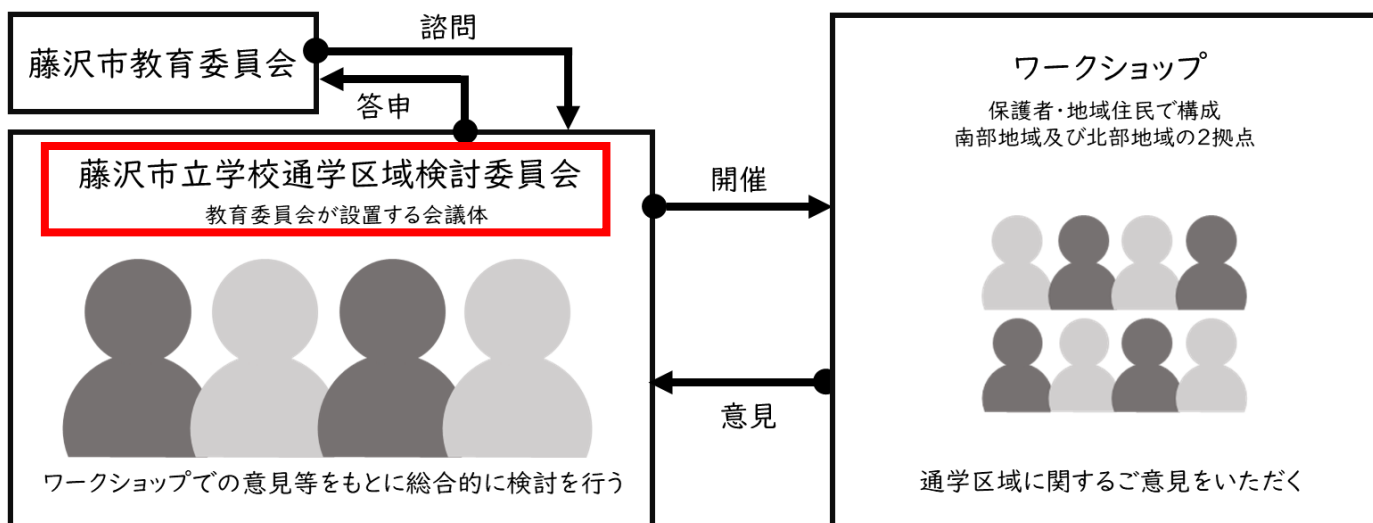 藤沢市教育委員会
諮問
答申
藤沢市立学校通学区域検討委員会
教育委員会が設置する会議体
ワークショップでの意見等をもとに総合的に検討を行う
開催
意見
ワークショップ
保護者・地域住民で構成
南部地域及び北部地域の2拠点
通学区域に関するご意見をいただく